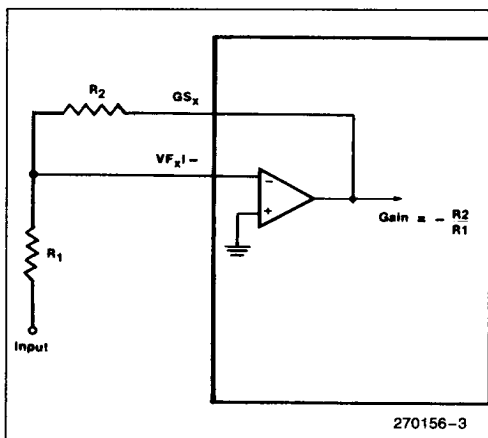 R2
GSx
VFxI-
-
+
Gain = - R2
R1
R1
Input
270156-3